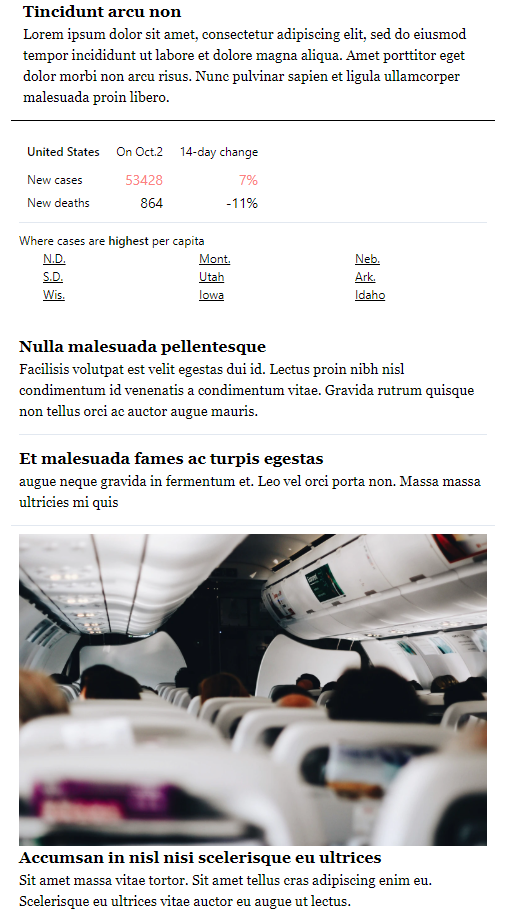 Tincidunt arcu non
Lorem ipsum dolor sit amet, consectetur adipiscing elit, sed do eiusmod
tempor incididunt ut labore et dolore magna aliqua. Amet porttitor eget
dolor morbi non arcu risus. Nunc pulvinar sapien et ligula ullamcorper
malesuada proin libero.
United States On Oct.2 14-day change
New cases 53428 7%
New deaths 864 -11%
Where cases are highest per capita
N.D. Mont. Neb.
S.D. Utah Ark.
Wis. Iowa Idaho
Nulla malesuada pellentesque
Facilisis volutpat est velit egestas dui id. Lectus proin nibh nisl
condimentum id venenatis a condimentum vitae. Gravida rutrum quisque
non tellus orci ac auctor augue mauris.
Et malesuada fames ac turpis egestas
augue neque gravida in fermentum et. Leo vel orci porta non. Massa massa
ultricies mi quis
Accumsan in nisl nisi scelerisque eu ultrices
Sit amet massa vitae tortor. Sit amet tellus cras adipiscing enim eu.
Scelerisque eu ultrices vitae auctor eu augue ut lectus.